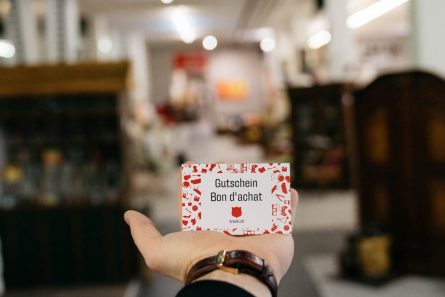 Gutschein
Bon d'achat